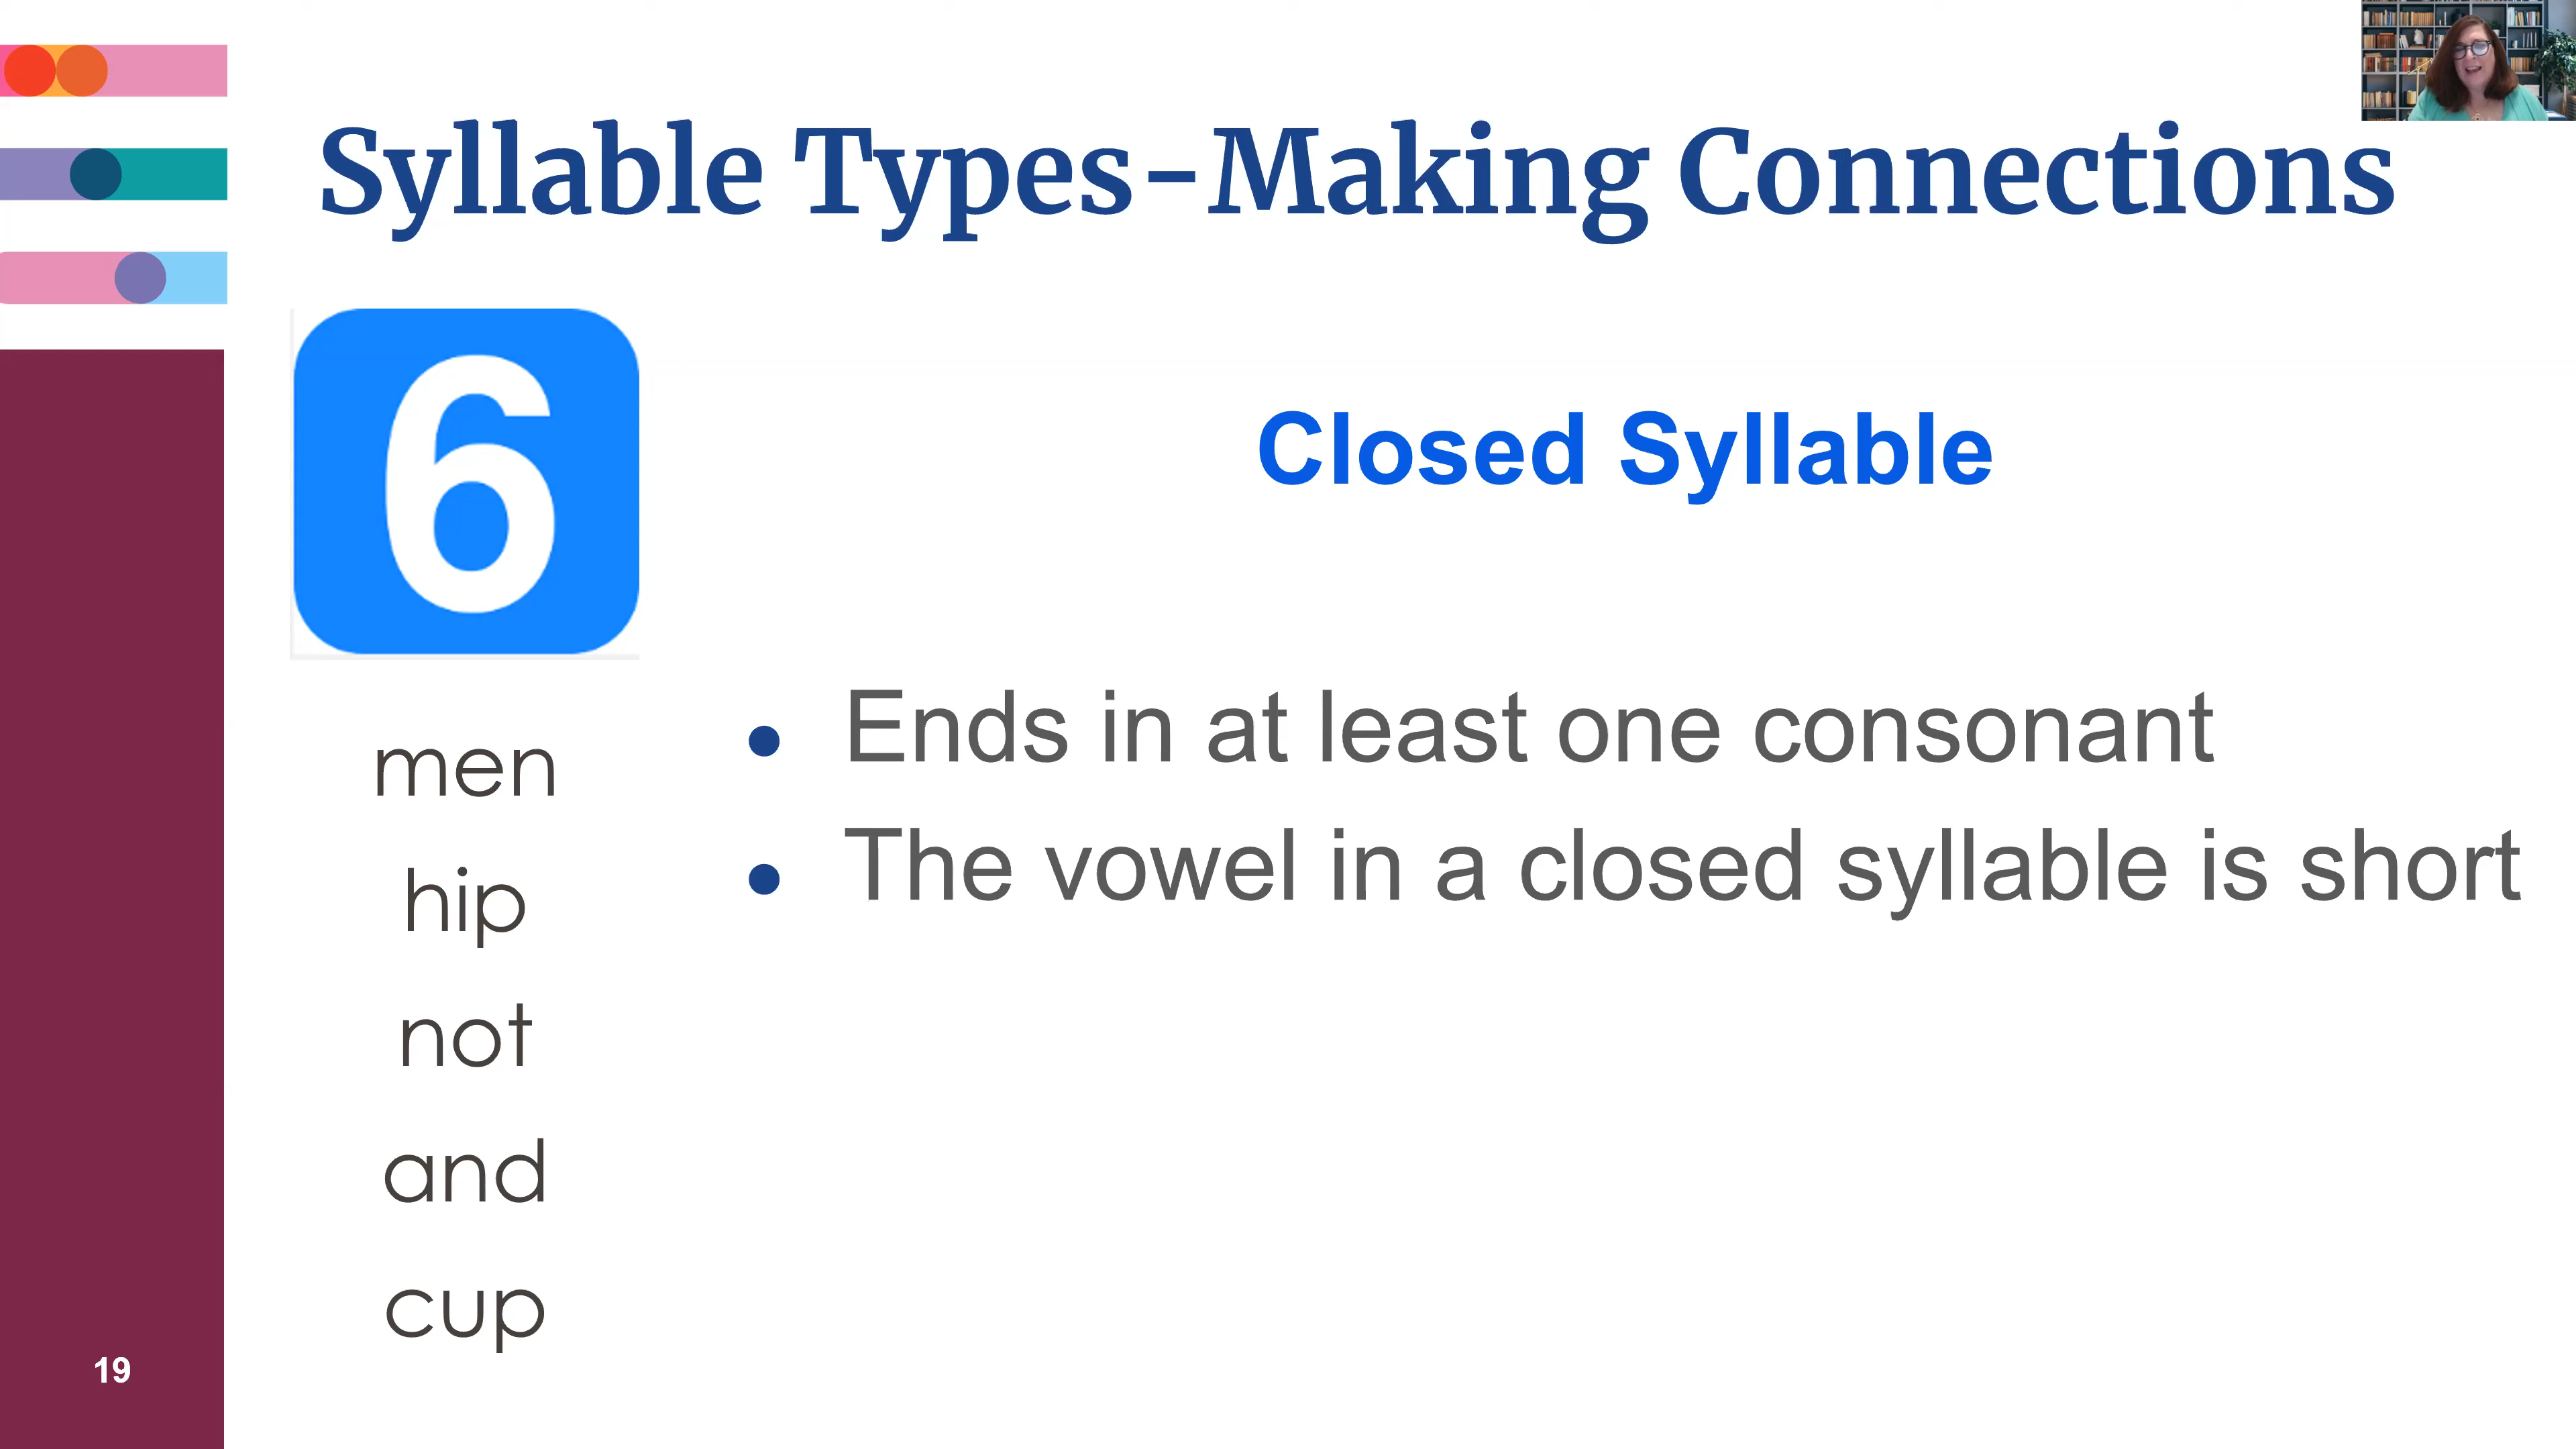 Syllable Types-Making Connections
6
Closed Syllable
men
hip
not
and
cup
• Ends in at least one consonant
• The vowel in a closed syllable is short
19